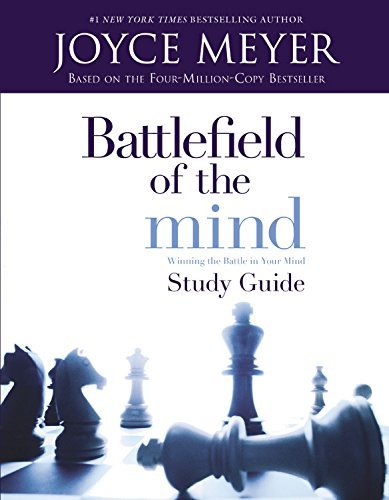 #1 NEW YORK TIMES BESTSELLING AUTHOR
JOYCE MEYER
BASED ON THE FOUR-MILLION-COPY BESTSELLER
Battlefield
of the
mind
Winning the Battle in Your Mind
Study Guide